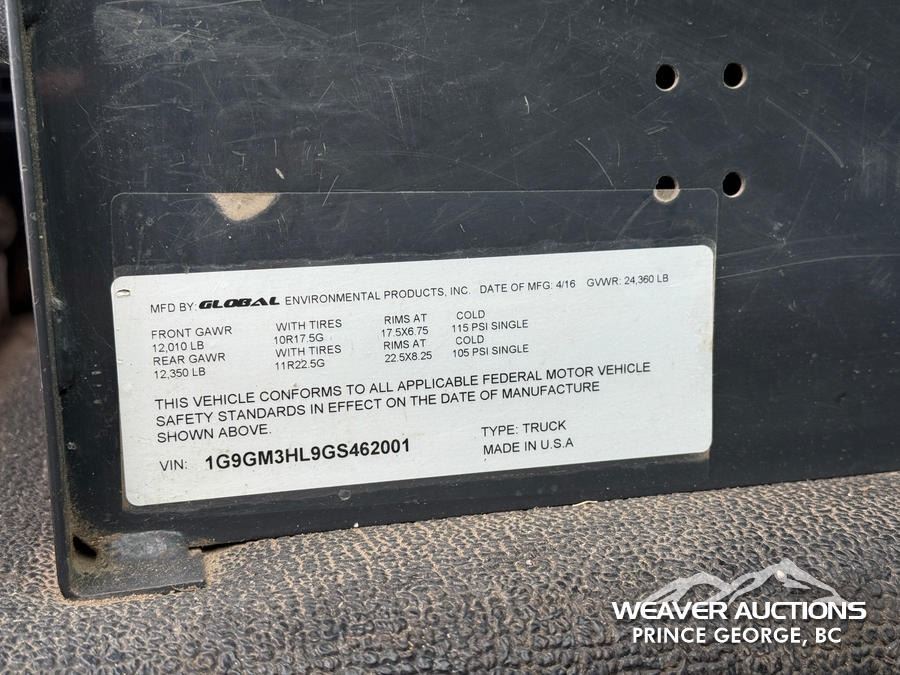 MFD BY: GLOBAL ENVIRONMENTAL PRODUCTS, INC. DATE OF MFG: 4/16 GVWR: 24,360 LB
FRONT GAWR WITH TIRES RIMS AT COLD
12,010 LB 10R17.5G 17.5X6.75 115 PSI SINGLE
REAR GAWR WITH TIRES RIMS AT COLD
12,350 LB 11R22.5G 22.5X8.25 105 PSI SINGLE
THIS VEHICLE CONFORMS TO ALL APPLICABLE FEDERAL MOTOR VEHICLE
SAFETY STANDARDS IN EFFECT ON THE DATE OF MANUFACTURE
SHOWN ABOVE.
TYPE: TRUCK
VIN: 1G9GM3HL9GS462001 MADE IN U.S.A
WEAVER AUCTIONS
PRINCE GEORGE, BC